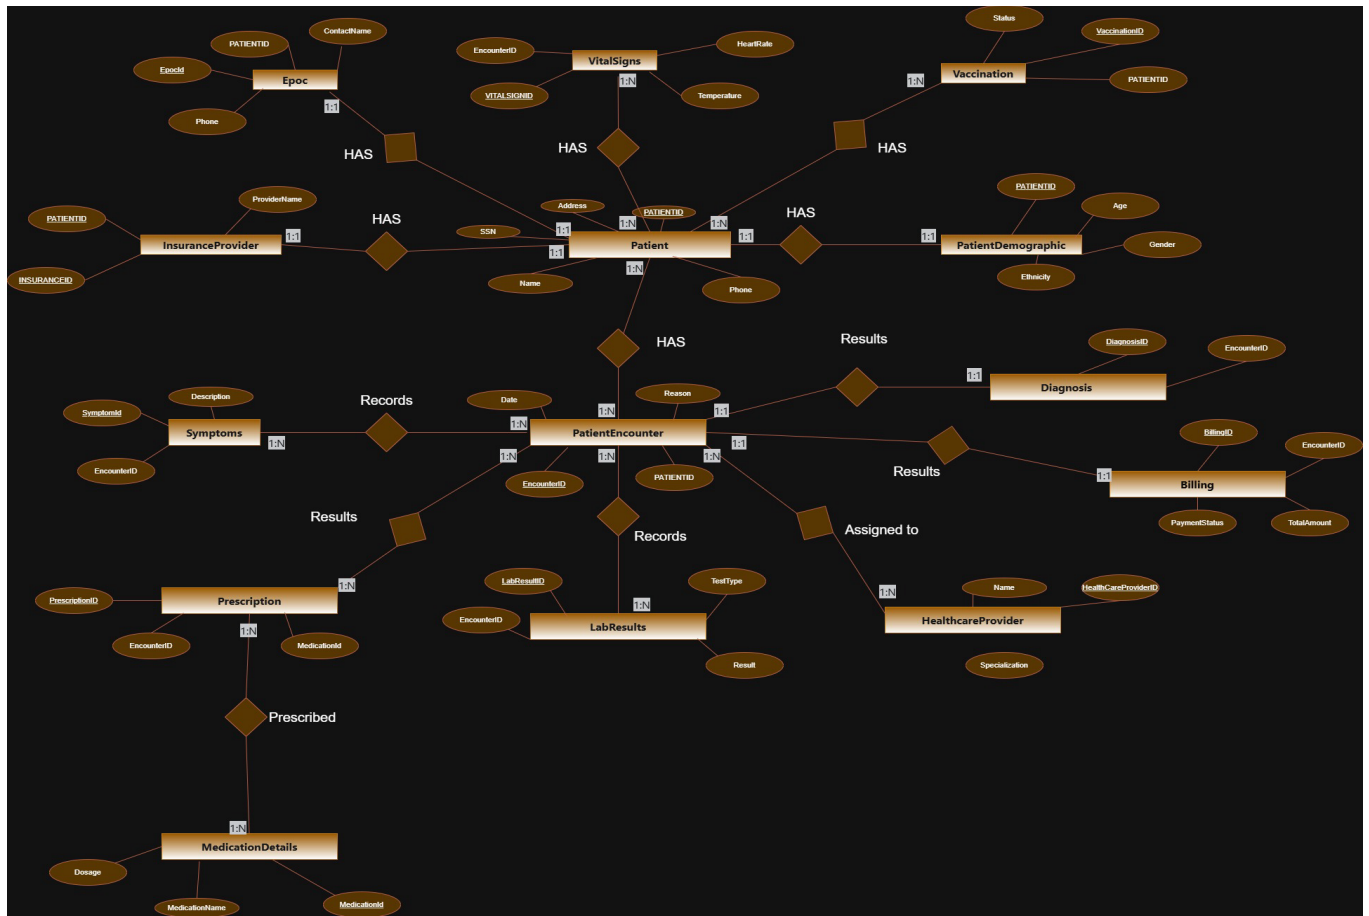 ContactName
PATIENTID
EpocId
Epoc
Phone
1:1
HAS
EncounterID
VitalSigns
HeartRate
VITALSIGNID
1:N
Temperature
HAS
Status
VaccinationID
Vaccination
PATIENTID
1:N
HAS
PATIENTID
ProviderName
InsuranceProvider
1:1
INSURANCEID
HAS
Address
PATIENTID
SSN
1:1
1:N
1:N
Patient
1:1
1:1
1:N
Name
Phone
HAS
PATIENTID
Age
1:1
PatientDemographic
Gender
Ethnicity
HAS
Results
DiagnosisID
EncounterID
1:1
Diagnosis
Description
SymptomId
Symptoms
1:N
EncounterID
Records
Date
Reason
1:N
1:N
1:1
PatientEncounter
1:N
1:N
1:1
1:N
EncounterID
PATIENTID
Results
BillingID
EncounterID
1:1
Billing
PaymentStatus
TotalAmount
Results
Records
Assigned to
1:N
Prescription
PrescriptionID
1:N
EncounterID
MedicationId
LabResultID
TestType
1:N
EncounterID
LabResults
Result
1:N
Name
HealthCareProviderID
HealthcareProvider
Specialization
Prescribed
1:N
MedicationDetails
Dosage
MedicationName
MedicationId